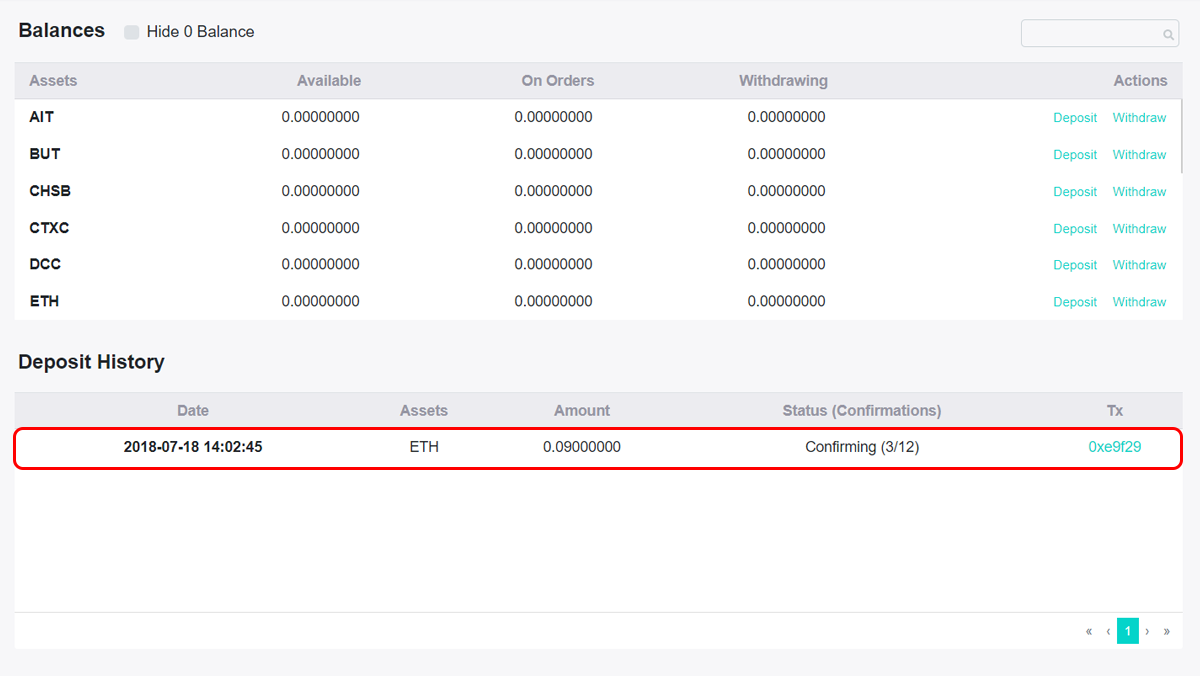 Balances Hide 0 Balance
Assets Available On Orders Withdrawing Actions
AIT 0.00000000 0.00000000 0.00000000 Deposit Withdraw
BUT 0.00000000 0.00000000 0.00000000 Deposit Withdraw
CHSB 0.00000000 0.00000000 0.00000000 Deposit Withdraw
CTXC 0.00000000 0.00000000 0.00000000 Deposit Withdraw
DCC 0.00000000 0.00000000 0.00000000 Deposit Withdraw
ETH 0.00000000 0.00000000 0.00000000 Deposit Withdraw
Deposit History
Date Assets Amount Status (Confirmations) Tx
2018-07-18 14:02:45 ETH 0.09000000 Confirming (3/12) 0xe9f29
« ‹ 1 › »